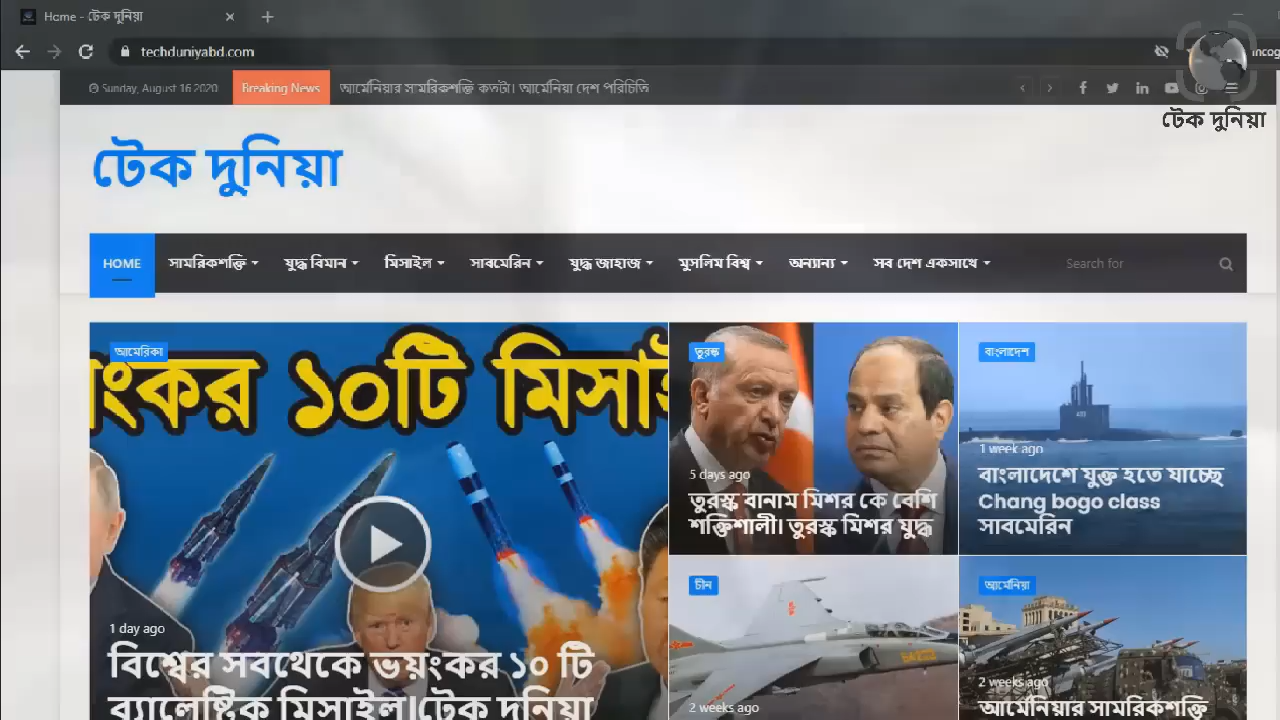 Home - টেক দুনিয়া
techduniyabd.com
Sunday, August 16 2020
Breaking News
আর্মেনিয়ার সামরিকশক্তি কতটা। আর্মেনিয়া দেশ পরিচিতি
টেক দুনিয়া
টেক দুনিয়া
HOME
সামরিকশক্তি
যুদ্ধ বিমান
মিসাইল
সাবমেরিন
যুদ্ধ জাহাজ
মুসলিম বিশ্ব
অন্যান্য
সব দেশ একসাথে
Search for
আমেরিকা
ংকর ১০টি মিসাই
1 day ago
বিশ্বের সবথেকে ভয়ংকর ১০ টি
ব্যালেষ্টিক মিসাইল।টেক দুনিয়া
তুরস্ক
5 days ago
তুরস্ক বানাম মিশর কে বেশি
শক্তিশালী। তুরস্ক মিশর যুদ্ধ
বাংলাদেশ
1 week ago
বাংলাদেশে যুক্ত হতে যাচ্ছে
Chang bogo class
সাবমেরিন
চীন
2 weeks ago
আর্মেনিয়া
2 weeks ago
আর্মেনিয়ার সামরিকশক্তি